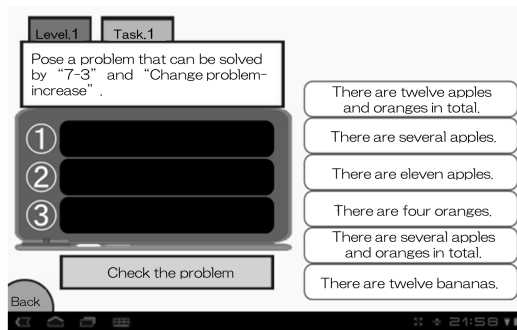 Level.1 Task.1
Pose a problem that can be solved
by “7-3” and “Change problem-
increase”.
①
②
③
Check the problem
Back
There are twelve apples
and oranges in total.
There are several apples.
There are eleven apples.
There are four oranges.
There are several apples
and oranges in total.
There are twelve bananas.
21:58